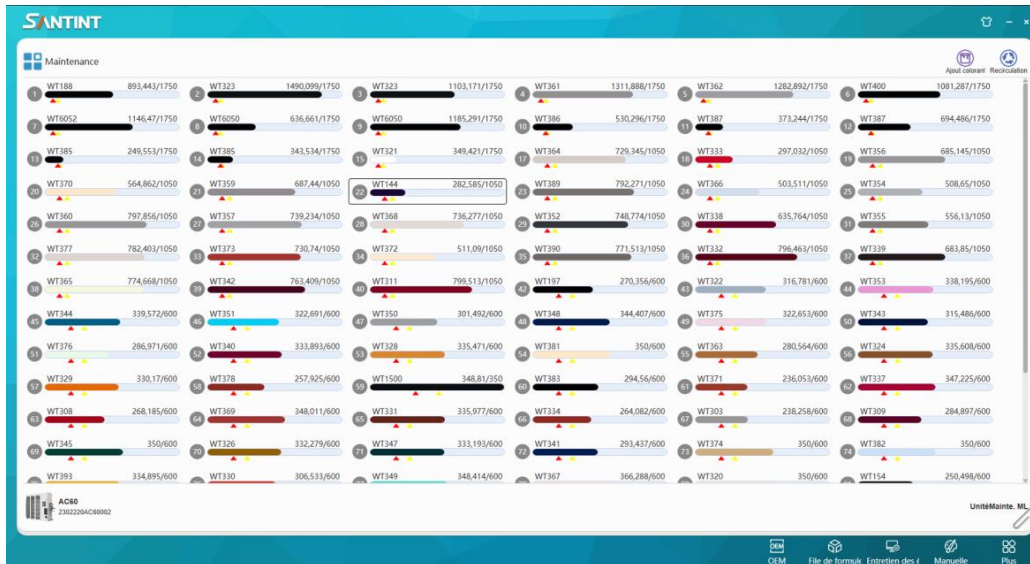 SANTINT
Maintenance
Ajout colorant Recirculation
1 WT188 893,443/1750 2 WT323 1490,099/1750 3 WT323 1103,171/1750 4 WT361 1311,888/1750 5 WT362 1282,892/1750 6 WT400 1081,287/1750
7 WT6052 1146,47/1750 8 WT6050 636,661/1750 9 WT6050 1185,291/1750 10 WT386 530,296/1750 11 WT387 373,244/1750 12 WT387 694,486/1750
13 WT385 249,553/1750 14 WT385 343,534/1750 15 WT321 349,421/1750 17 WT364 729,345/1050 18 WT333 297,032/1050 19 WT356 685,145/1050
20 WT370 564,862/1050 21 WT359 687,44/1050 22 WT144 282,585/1050 23 WT389 792,271/1050 24 WT366 503,511/1050 25 WT354 508,65/1050
26 WT360 797,856/1050 27 WT357 739,234/1050 28 WT368 736,277/1050 29 WT352 748,774/1050 30 WT338 635,764/1050 31 WT355 556,13/1050
32 WT377 782,403/1050 33 WT373 730,74/1050 34 WT372 511,09/1050 35 WT390 771,513/1050 36 WT332 796,463/1050 37 WT339 683,85/1050
38 WT365 774,668/1050 39 WT342 763,409/1050 40 WT311 799,513/1050 42 WT197 270,356/600 43 WT322 316,781/600 44 WT353 338,195/600
45 WT344 339,572/600 46 WT351 322,691/600 47 WT350 301,492/600 48 WT348 344,407/600 49 WT375 322,653/600 50 WT343 315,486/600
51 WT376 286,971/600 52 WT340 333,893/600 53 WT328 335,471/600 54 WT381 350/600 55 WT363 280,564/600 56 WT324 335,608/600
57 WT329 330,17/600 58 WT378 257,925/600 59 WT1500 348,81/350 60 WT383 294,56/600 61 WT371 236,053/600 62 WT337 347,225/600
63 WT308 268,185/600 64 WT369 348,011/600 65 WT331 335,977/600 66 WT334 264,082/600 67 WT303 238,258/600 68 WT309 284,897/600
69 WT345 350/600 70 WT326 332,279/600 71 WT347 333,193/600 72 WT341 293,437/600 73 WT374 350/600 74 WT382 350/600
WT393 334,895/600 WT330 306,533/600 WT349 348,414/600 WT367 366,288/600 WT320 350/600 WT154 250,498/600
AC60
2302220AC60002
UnitéMainte. ML
OEM
OEM File de formule Entretien des é Manuelle Plus